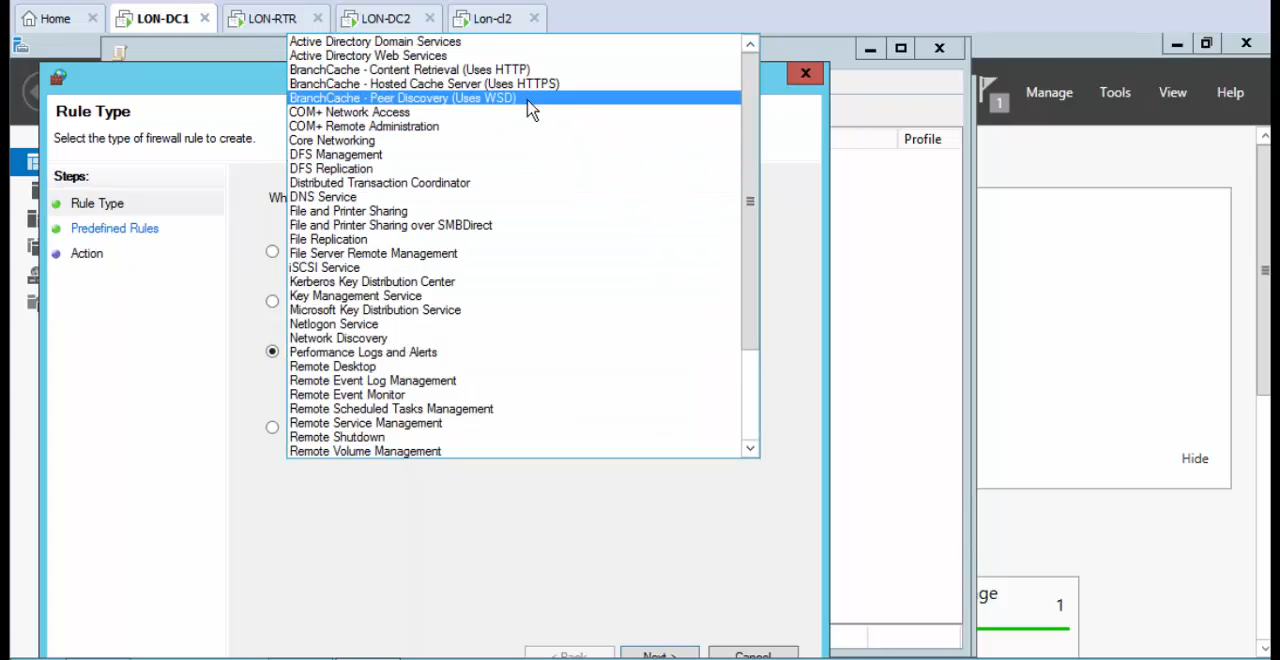 Home
LON-DC1
LON-RTR
LON-DC2
Lon-cl2
Manage
Tools
View
Help
1
Rule Type
Select the type of firewall rule to create.
Steps:
Rule Type
Predefined Rules
Action
Wh
Active Directory Domain Services
Active Directory Web Services
BranchCache - Content Retrieval (Uses HTTP)
BranchCache - Hosted Cache Server (Uses HTTPS)
BranchCache - Peer Discovery (Uses WSD)
COM+ Network Access
COM+ Remote Administration
Core Networking
DFS Management
DFS Replication
Distributed Transaction Coordinator
DNS Service
File and Printer Sharing
File and Printer Sharing over SMBDirect
File Replication
File Server Remote Management
iSCSI Service
Kerberos Key Distribution Center
Key Management Service
Microsoft Key Distribution Service
Netlogon Service
Network Discovery
Performance Logs and Alerts
Remote Desktop
Remote Event Log Management
Remote Event Monitor
Remote Scheduled Tasks Management
Remote Service Management
Remote Shutdown
Remote Volume Management
Profile
Hide
ge
1
< Back
Next >
Cancel